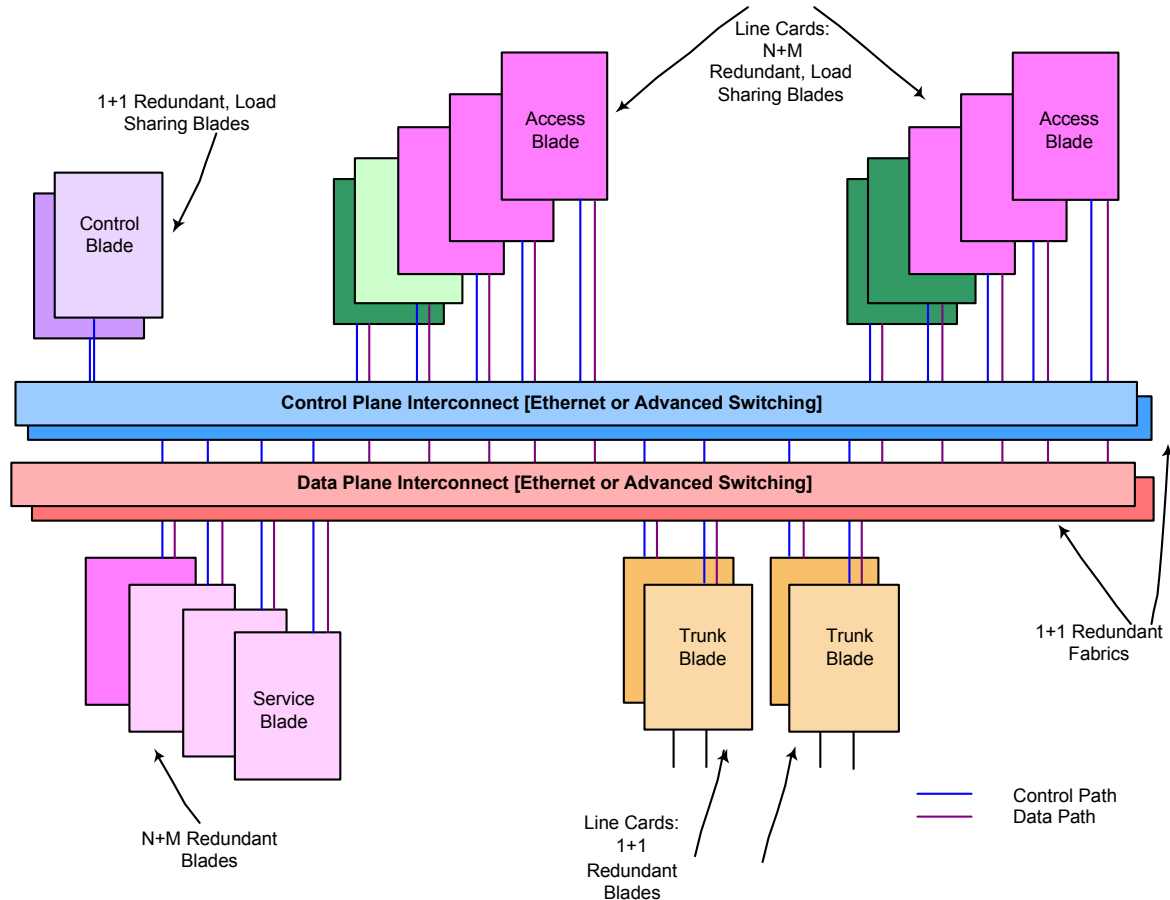 Line Cards:
N+M
Redundant, Load
Sharing Blades
1+1 Redundant, Load
Sharing Blades
Access
Blade
Access
Blade
Control
Blade
Control Plane Interconnect [Ethernet or Advanced Switching]
Data Plane Interconnect [Ethernet or Advanced Switching]
Trunk
Blade
Trunk
Blade
1+1 Redundant
Fabrics
Service
Blade
Control Path
Data Path
N+M Redundant
Blades
Line Cards:
1+1
Redundant
Blades